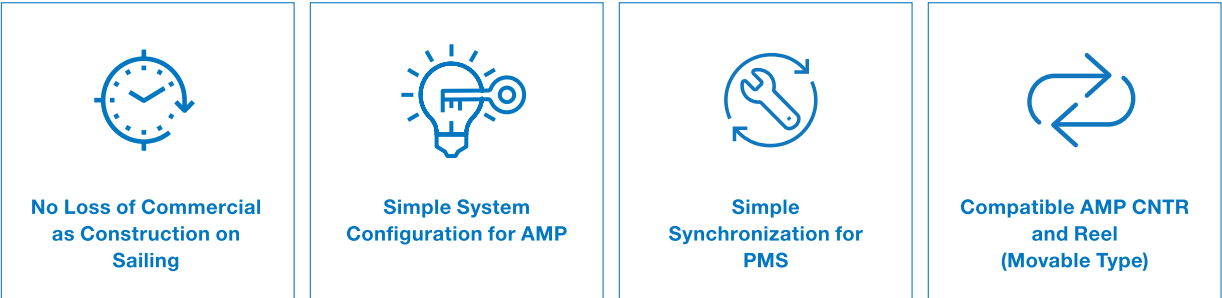 No Loss of Commercial
as Construction on
Sailing
Simple System
Configuration for AMP
Simple
Synchronization for
PMS
Compatible AMP CNTR
and Reel
(Movable Type)